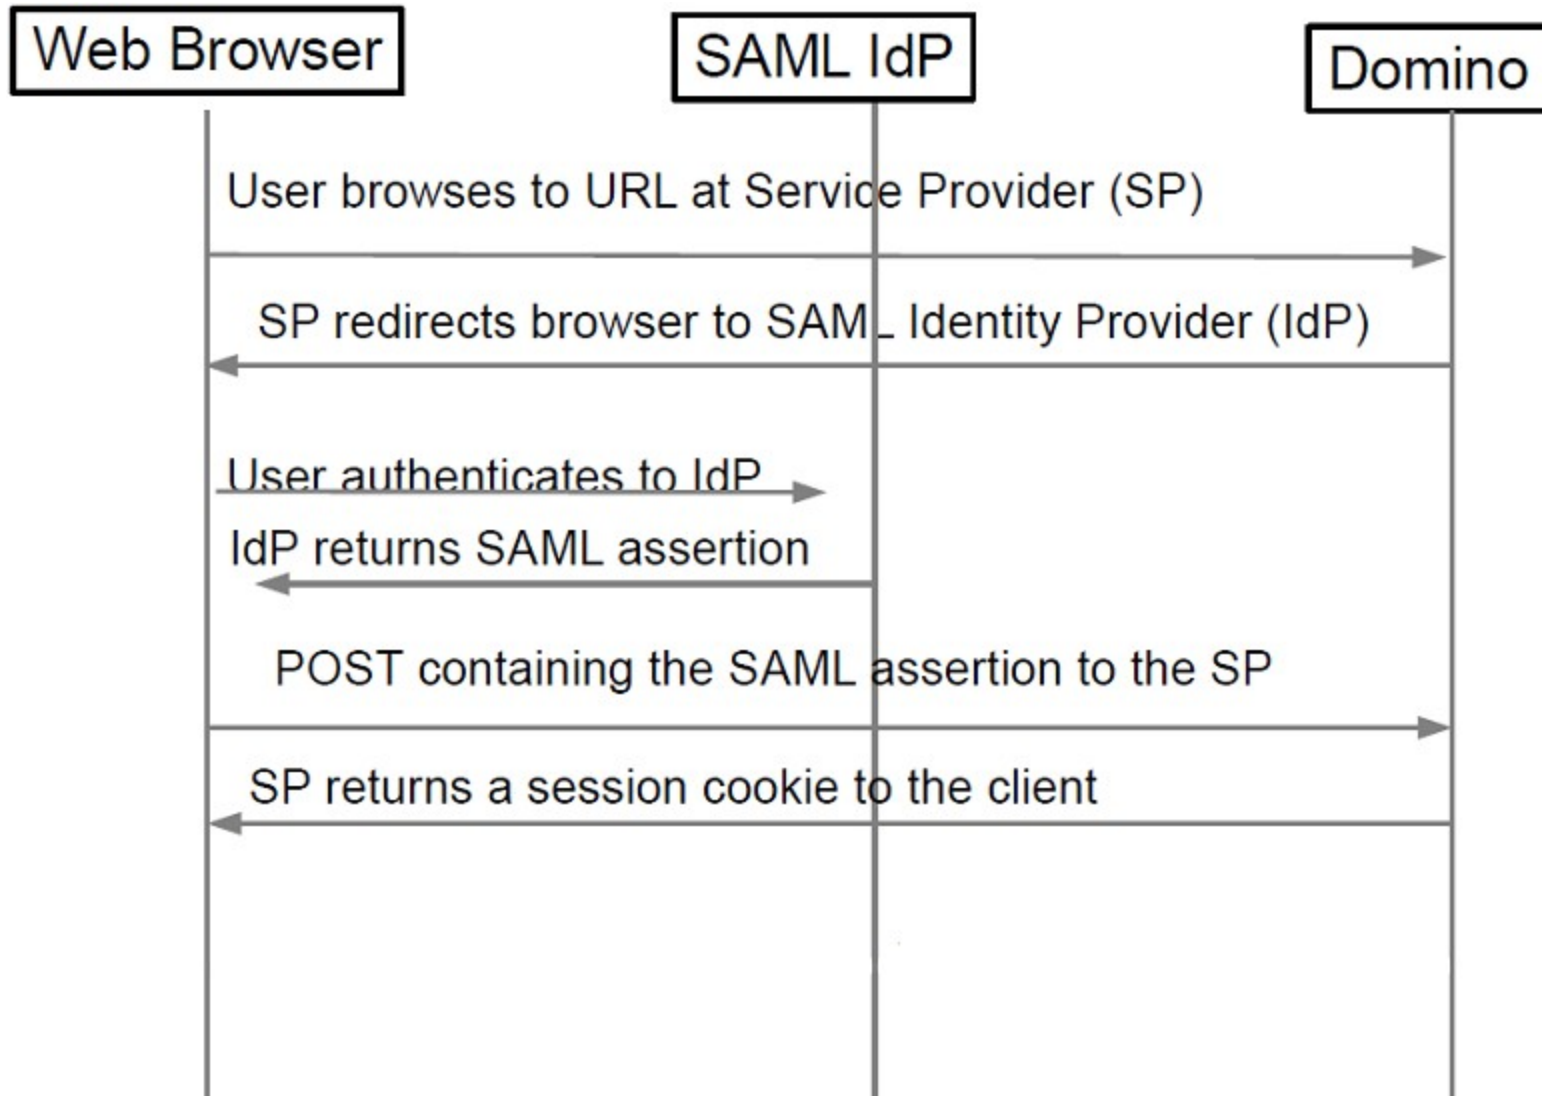 Web Browser
SAML IdP
Domino
User browses to URL at Service Provider (SP)
SP redirects browser to SAML Identity Provider (IdP)
User authenticates to IdP
IdP returns SAML assertion
POST containing the SAML assertion to the SP
SP returns a session cookie to the client